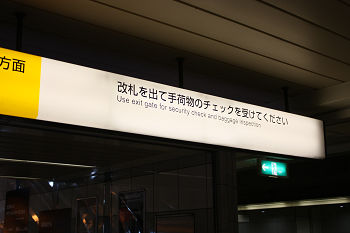 方面
改札を出て手荷物のチェックを受けてください
Use exit gate for security check and baggage inspection